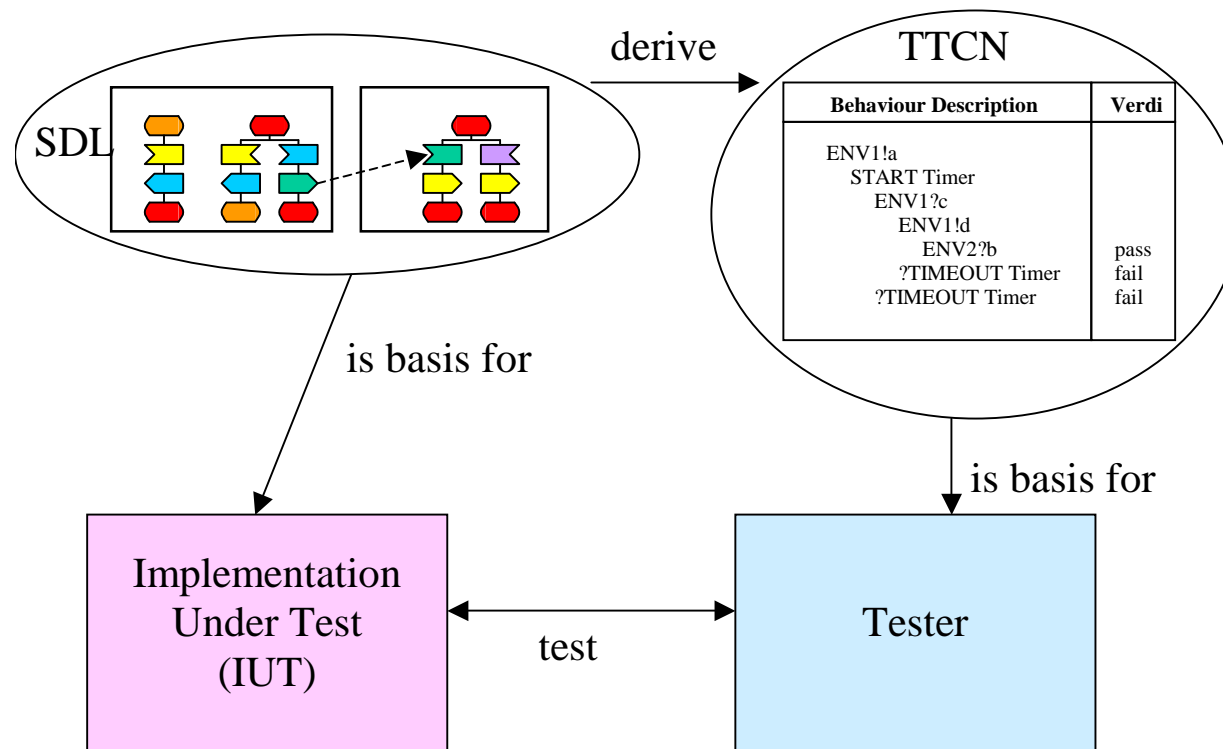 derive
TTCN
SDL
Behaviour Description Verdi
ENV1!a
START Timer
ENV1?c
ENV1!d
ENV2?b pass
?TIMEOUT Timer fail
?TIMEOUT Timer fail
is basis for
is basis for
Implementation
Under Test
(IUT)
test
Tester